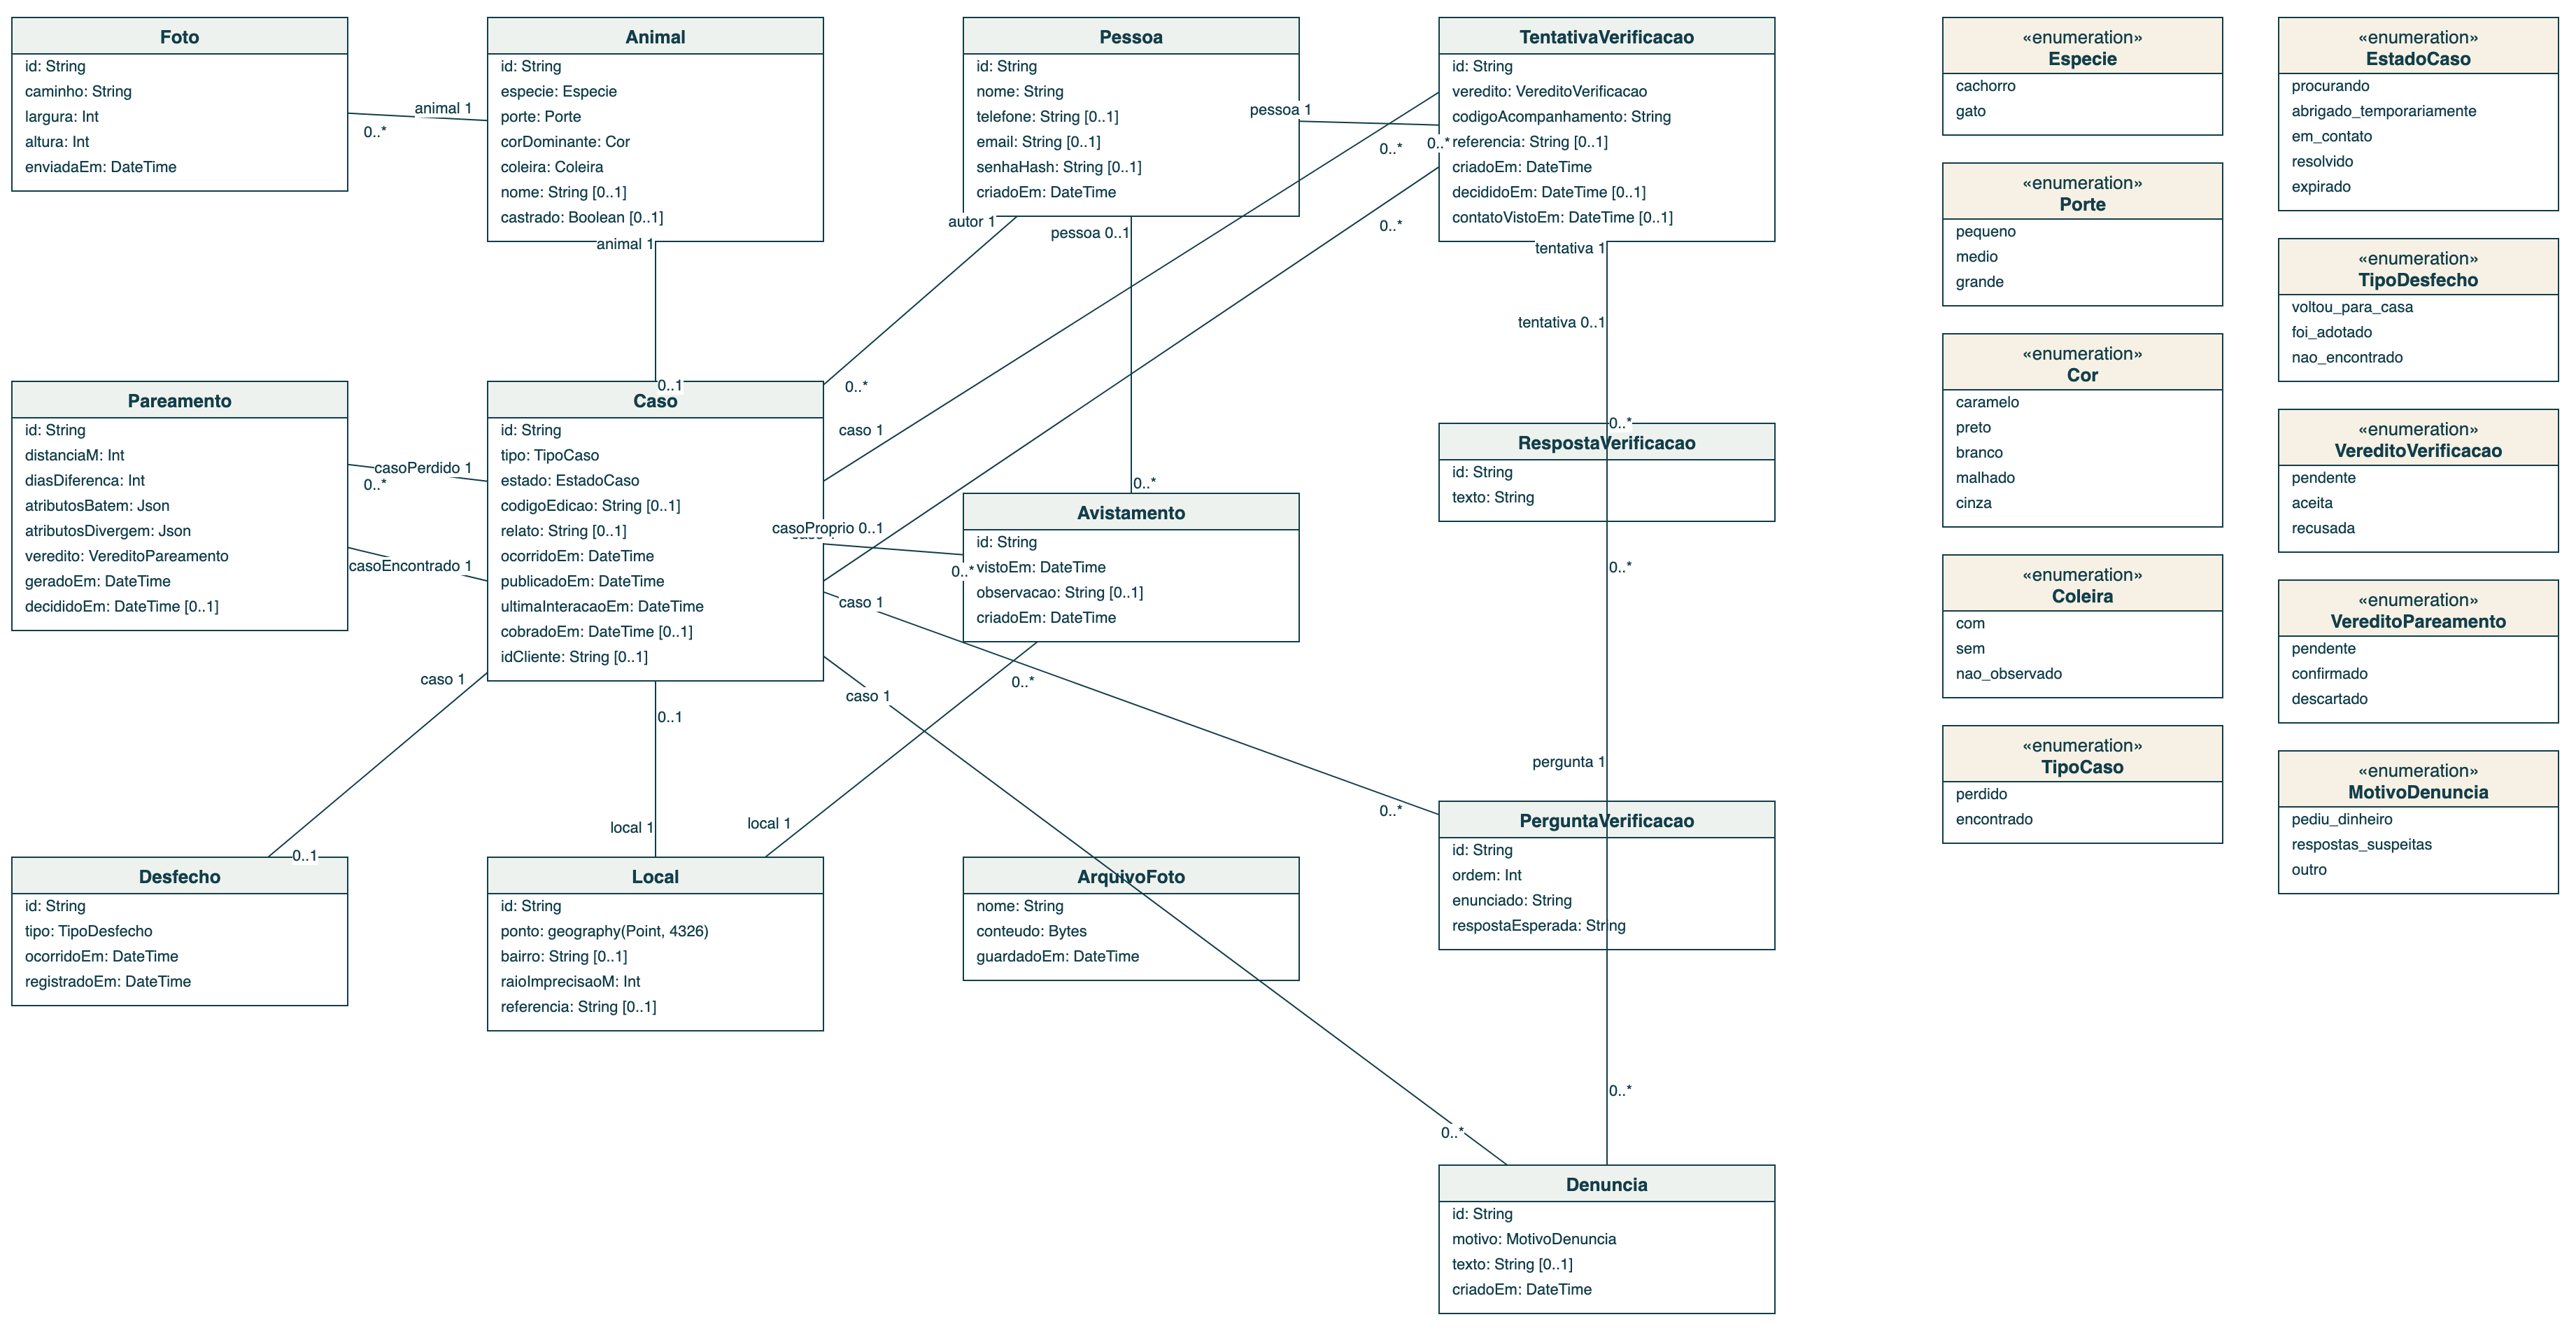 Foto
id: String
caminho: String
largura: Int
altura: Int
enviadaEm: DateTime
animal 1
0..*
Animal
id: String
especie: Especie
porte: Porte
corDominante: Cor
coleira: Coleira
nome: String [0..1]
castrado: Boolean [0..1]
animal 1
0..1
Pessoa
id: String
nome: String
telefone: String [0..1]
email: String [0..1]
senhaHash: String [0..1]
criadoEm: DateTime
pessoa 1
0..*
autor 1
0..*
pessoa 0..1
0..*
TentativaVerificacao
id: String
veredito: VereditoVerificacao
codigoAcompanhamento: String
referencia: String [0..1]
criadoEm: DateTime
decididoEm: DateTime [0..1]
contatoVistoEm: DateTime [0..1]
0..*
0..*
tentativa 1
tentativa 0..1
0..*
Pareamento
id: String
distanciaM: Int
diasDiferenca: Int
atributosBatem: Json
atributosDivergem: Json
veredito: VereditoPareamento
geradoEm: DateTime
decididoEm: DateTime [0..1]
casoPerdido 1
0..*
casoEncontrado 1
Caso
id: String
tipo: TipoCaso
estado: EstadoCaso
codigoEdicao: String [0..1]
relato: String [0..1]
ocorridoEm: DateTime
publicadoEm: DateTime
ultimaInteracaoEm: DateTime
cobradoEm: DateTime [0..1]
idCliente: String [0..1]
caso 1
casoProprio 0..1
0..*
caso 1
caso 1
caso 1
0..1
Avistamento
id: String
vistoEm: DateTime
observacao: String [0..1]
criadoEm: DateTime
0..*
RespostaVerificacao
id: String
texto: String
0..*
pergunta 1
0..*
local 1
local 1
0..1
Desfecho
id: String
tipo: TipoDesfecho
ocorridoEm: DateTime
registradoEm: DateTime
Local
id: String
ponto: geography(Point, 4326)
bairro: String [0..1]
raioImprecisaoM: Int
referencia: String [0..1]
ArquivoFoto
nome: String
conteudo: Bytes
guardadoEm: DateTime
PerguntaVerificacao
id: String
ordem: Int
enunciado: String
respostaEsperada: String
0..*
0..*
Denuncia
id: String
motivo: MotivoDenuncia
texto: String [0..1]
criadoEm: DateTime
«enumeration»
Especie
cachorro
gato
«enumeration»
Porte
pequeno
medio
grande
«enumeration»
Cor
caramelo
preto
branco
malhado
cinza
«enumeration»
Coleira
com
sem
nao_observado
«enumeration»
TipoCaso
perdido
encontrado
«enumeration»
EstadoCaso
procurando
abrigado_temporariamente
em_contato
resolvido
expirado
«enumeration»
TipoDesfecho
voltou_para_casa
foi_adotado
nao_encontrado
«enumeration»
VereditoVerificacao
pendente
aceita
recusada
«enumeration»
VereditoPareamento
pendente
confirmado
descartado
«enumeration»
MotivoDenuncia
pediu_dinheiro
respostas_suspeitas
outro